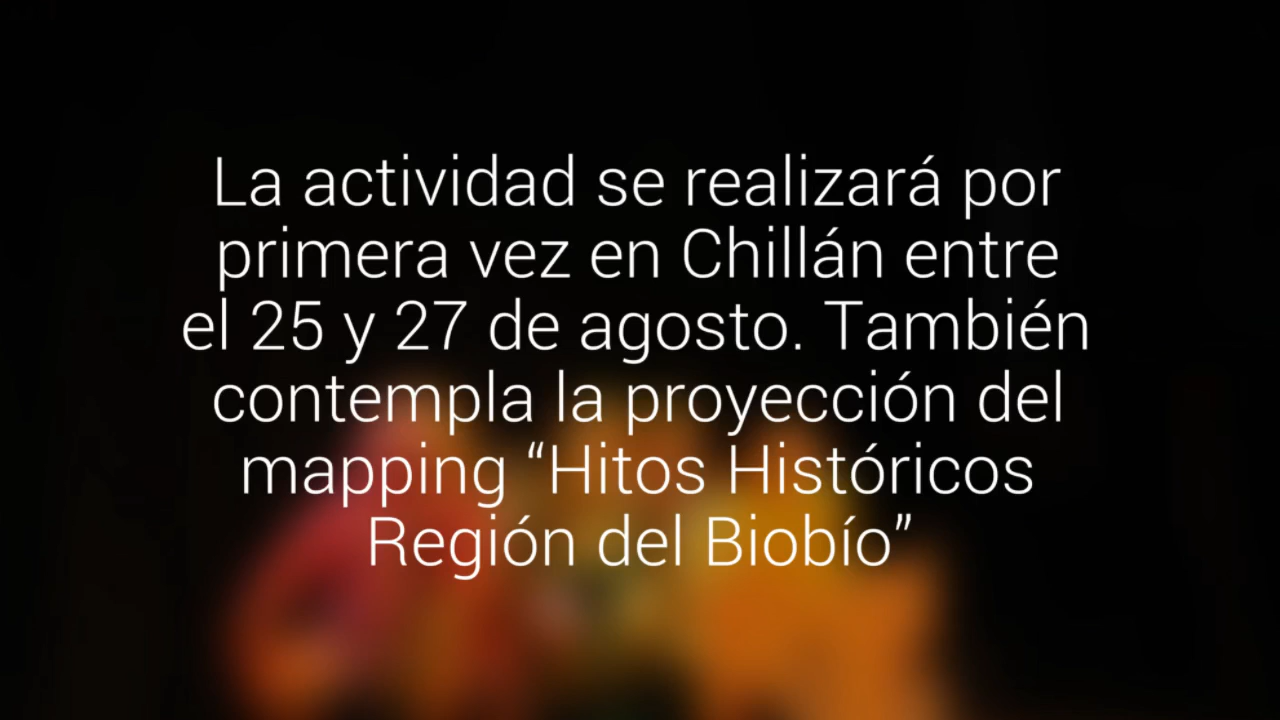 La actividad se realizará por
primera vez en Chillán entre
el 25 y 27 de agosto. También
contempla la proyección del
mapping “Hitos Históricos
Región del Biobío”